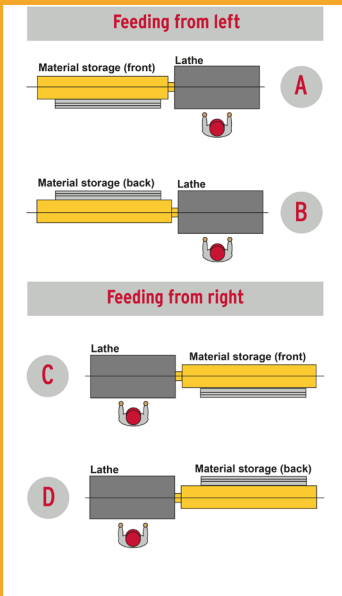 Feeding from left
Material storage (front)
Lathe
A
Material storage (back)
Lathe
B
Feeding from right
Lathe
Material storage (front)
C
Lathe
Material storage (back)
D